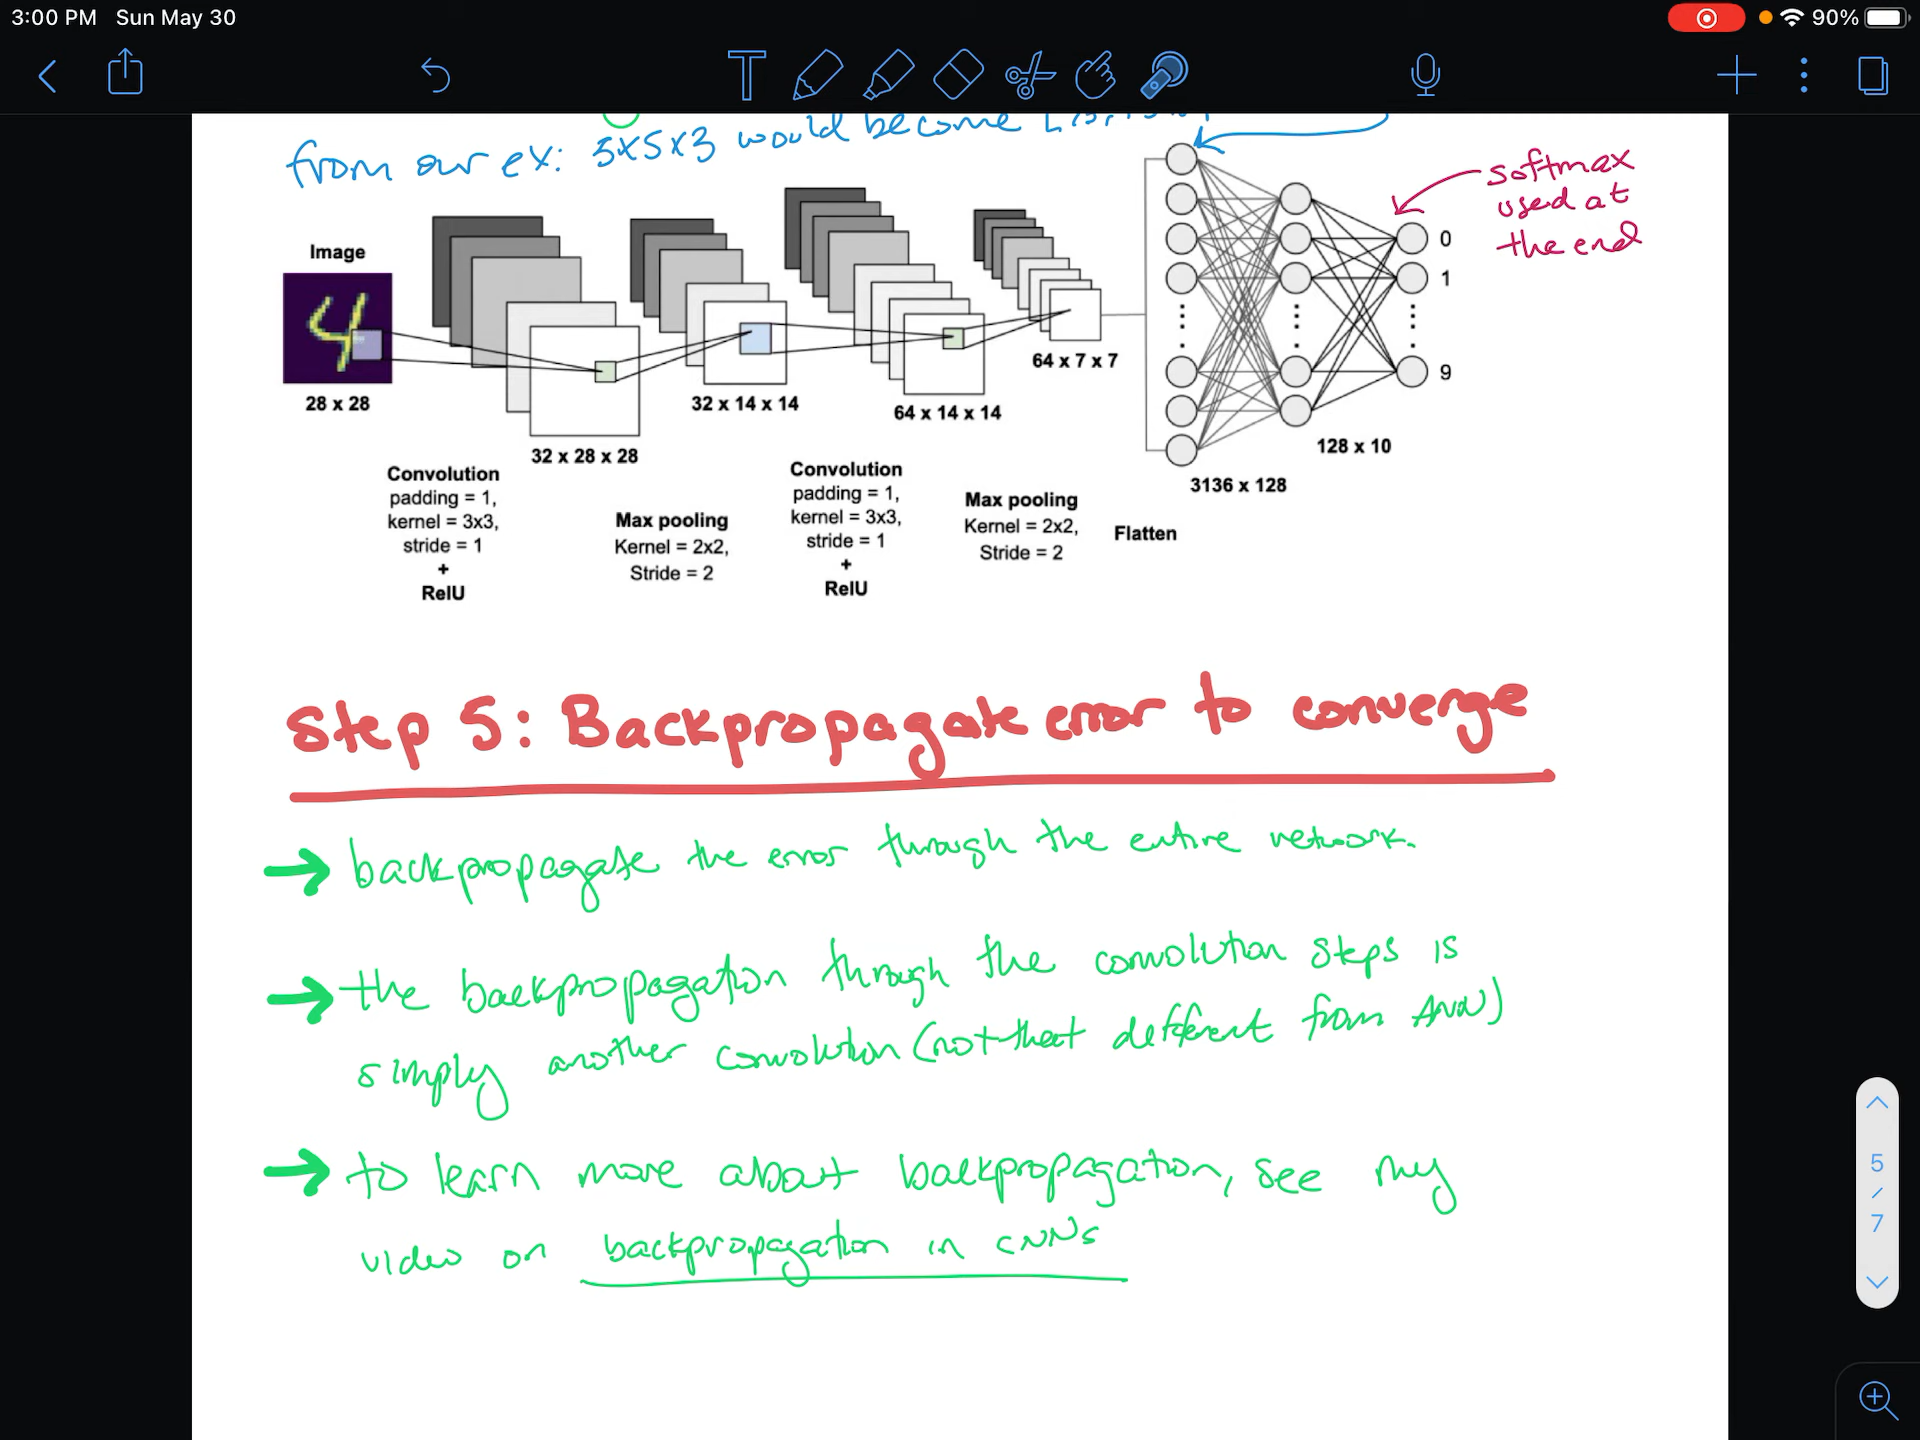 3:00 PM Sun May 30
90%
T
from our ex: 5x5x3 would become
softmax
used at
the end
Image
28 x 28
32 x 28 x 28
32 x 14 x 14
64 x 14 x 14
64 x 7 x 7
0
1
9
128 x 10
3136 x 128
Convolution
padding = 1,
kernel = 3x3,
stride = 1
+
RelU
Max pooling
Kernel = 2x2,
Stride = 2
Convolution
padding = 1,
kernel = 3x3,
stride = 1
+
RelU
Max pooling
Kernel = 2x2,
Stride = 2
Flatten
Step 5: Backpropagate error to converge
→ backpropagate the error through the entire network.
→ the backpropagation through the convolution steps is
simply another convolution (not that different from ANN)
→ to learn more about backpropagation, see my
video on backpropagation in CNNs
5
/
7